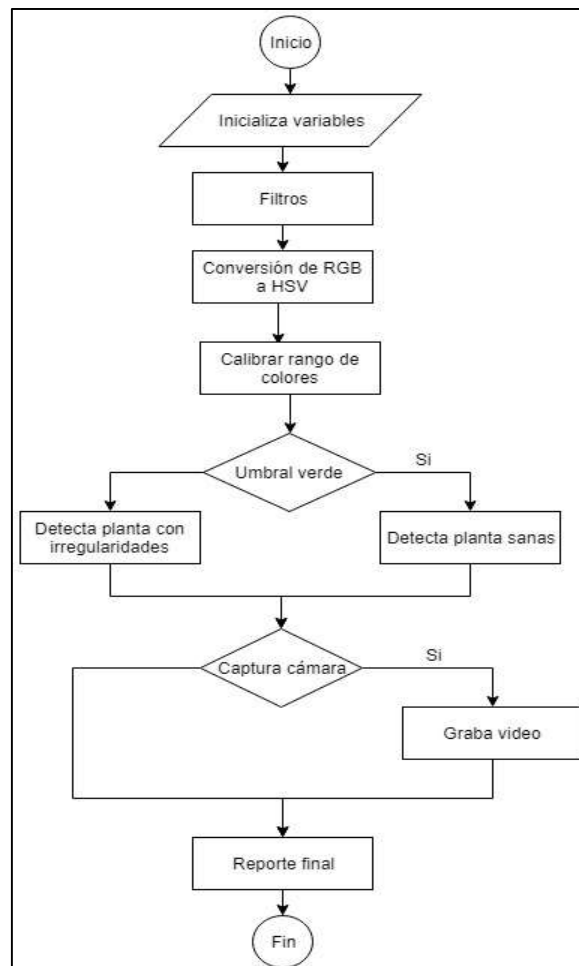 Inicio
Inicializa variables
Filtros
Conversión de RGB
a HSV
Calibrar rango de
colores
Umbral verde
Si
Detecta planta con
irregularidades
Detecta planta sanas
Captura cámara
Si
Graba video
Reporte final
Fin